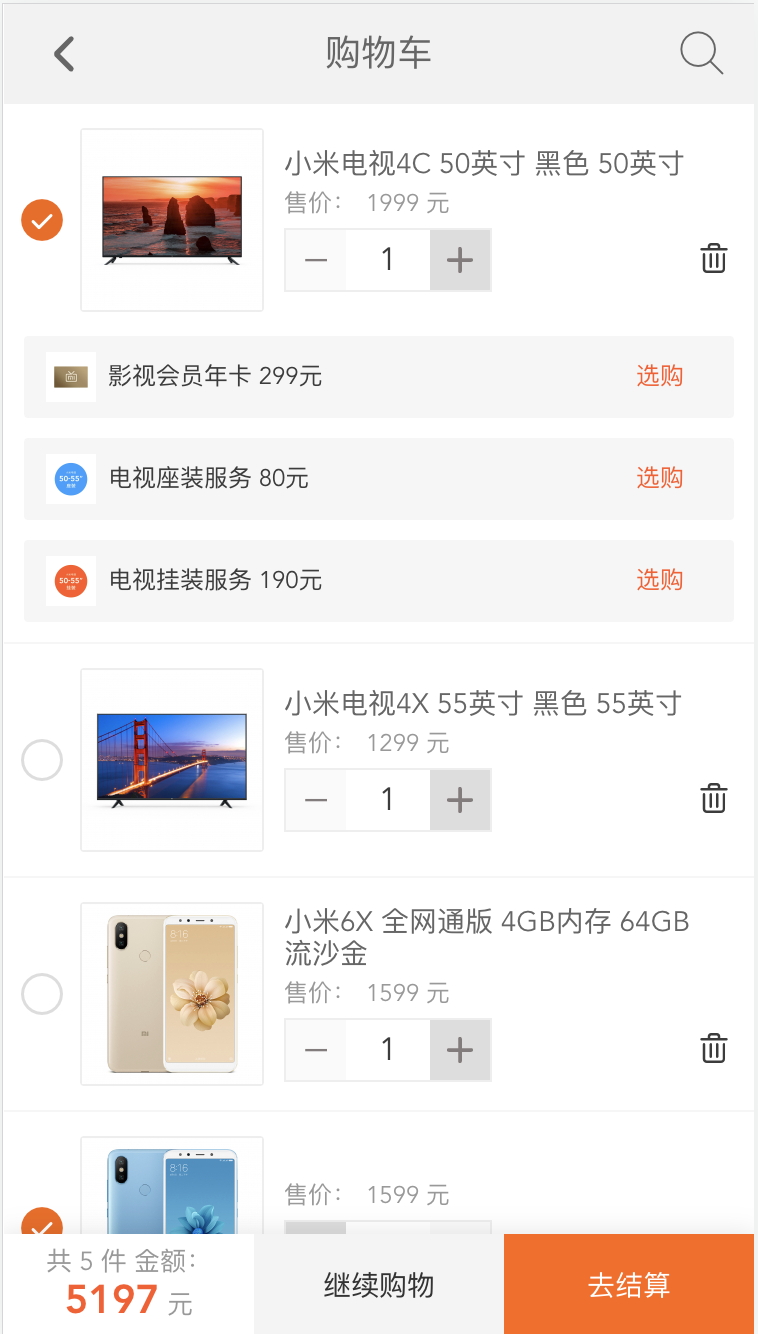 购物车
小米电视4C 50英寸 黑色 50英寸
售价： 1999 元
1
影视会员年卡 299元
选购
50-55"
电视座装服务 80元
选购
50-55"
电视挂装服务 190元
选购
小米电视4X 55英寸 黑色 55英寸
售价： 1299 元
1
8:16
小米6X 全网通版 4GB内存 64GB
流沙金
售价： 1599 元
1
8:16
售价： 1599 元
共 5 件 金额：
5197 元
继续购物
去结算